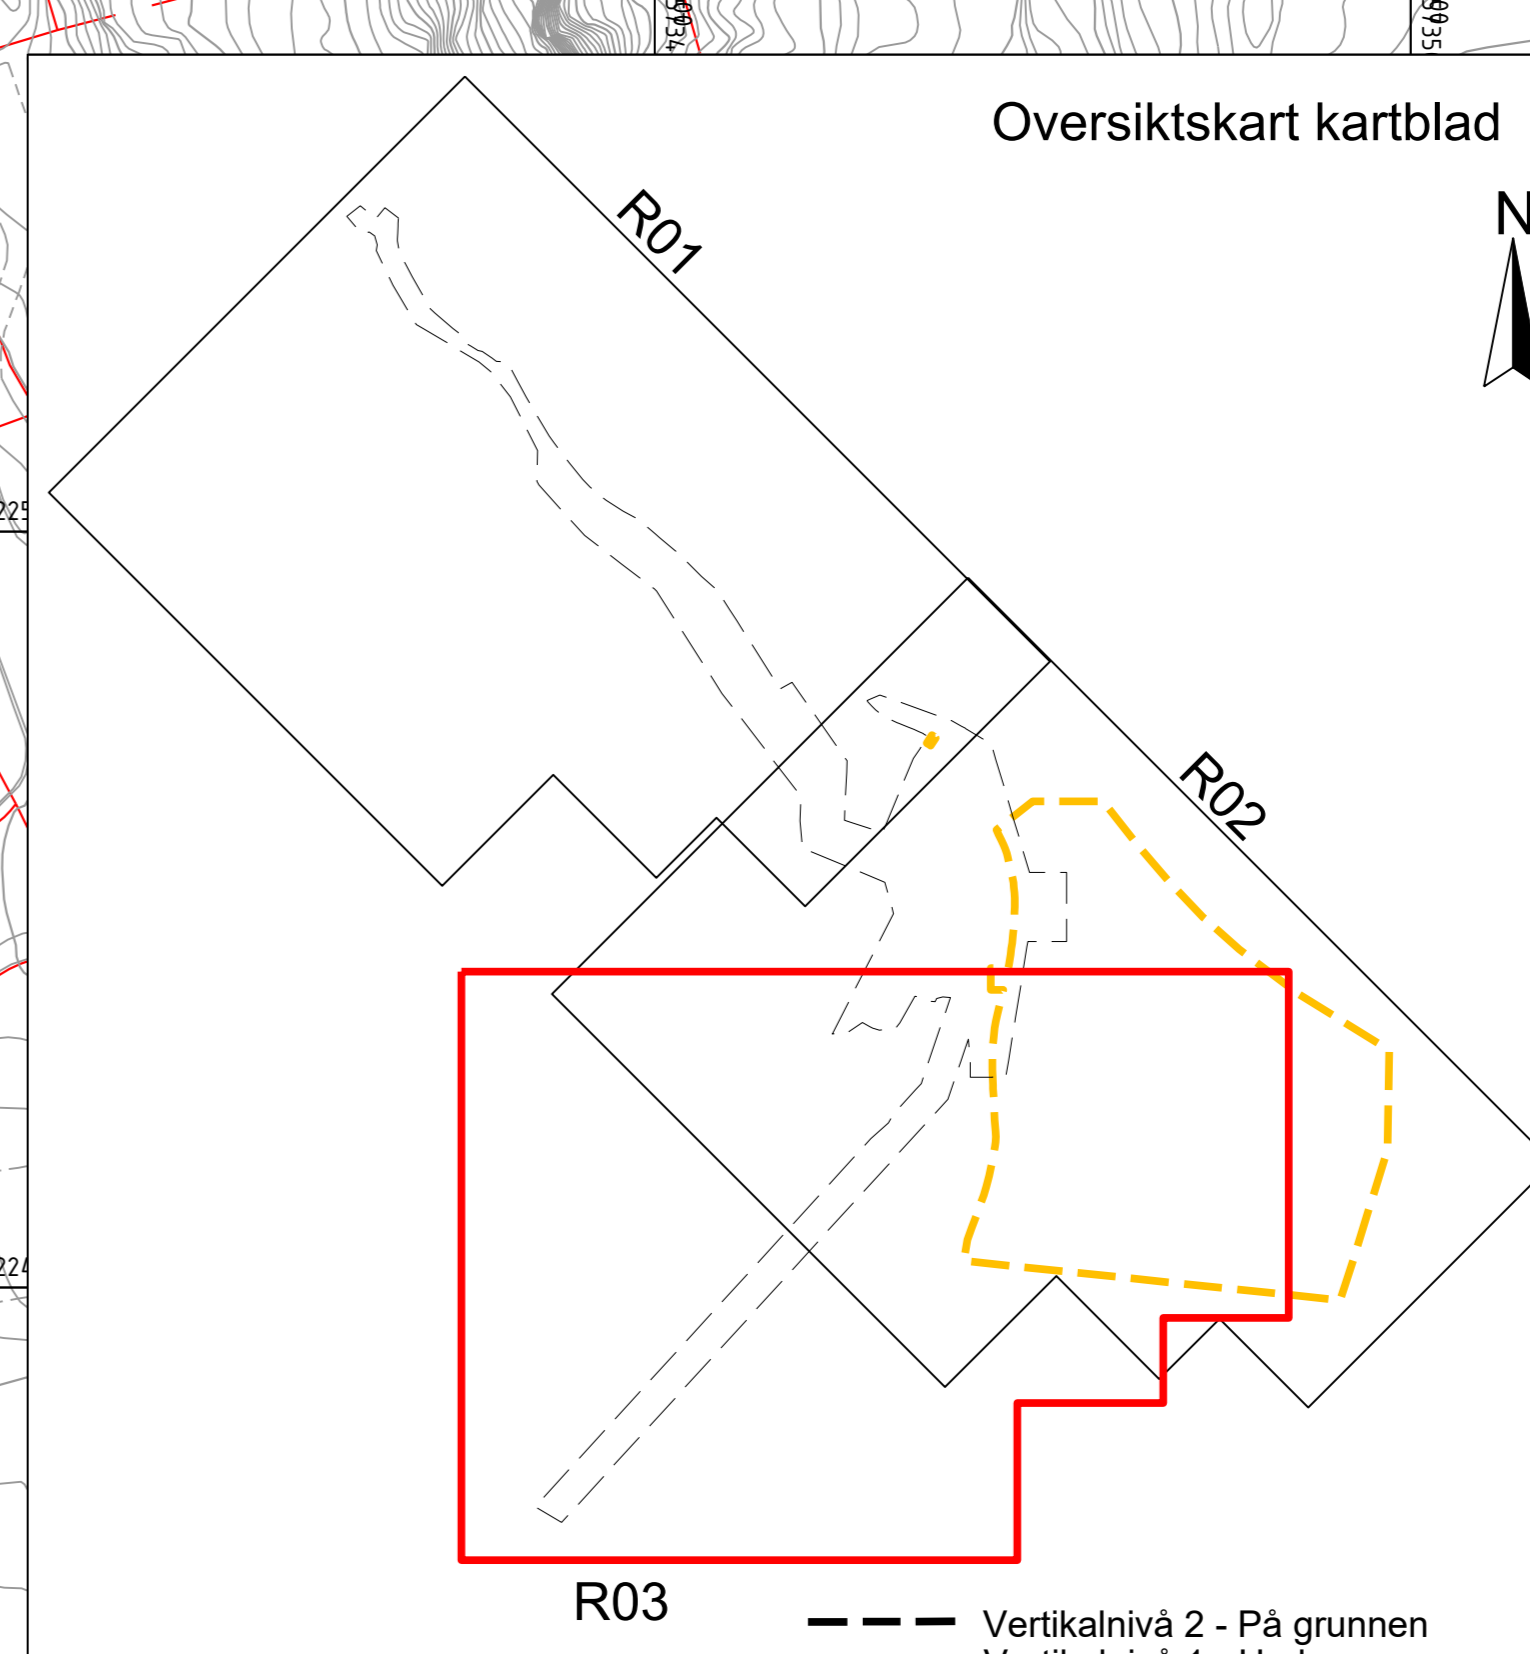 Oversiktskart kartblad
N
R01
R02
R03
Vertikalnivå 2 - På grunnen